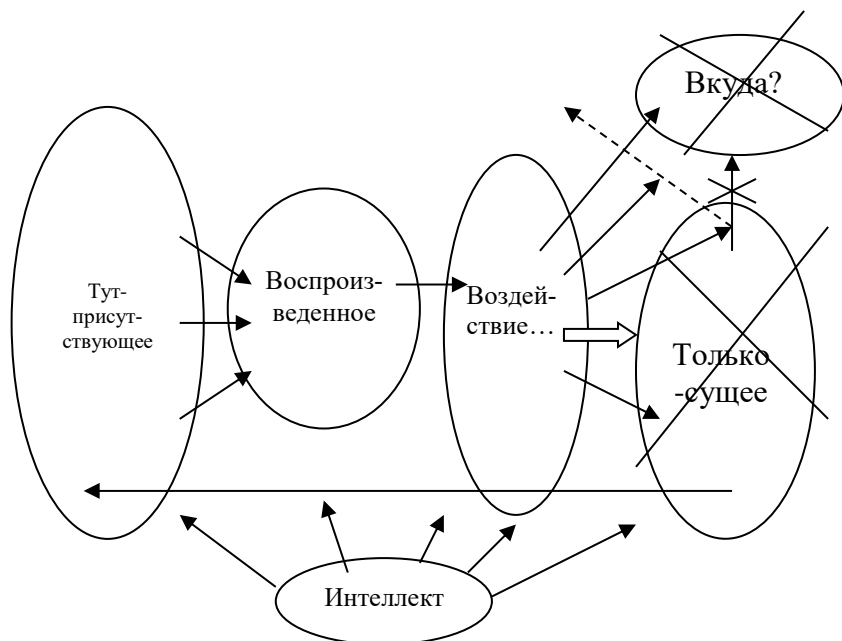 Вкуда?
Тут-
присут-
ствующее
Воспроиз-
веденное
Воздей-
ствие…
Только
-сущее
Интеллект